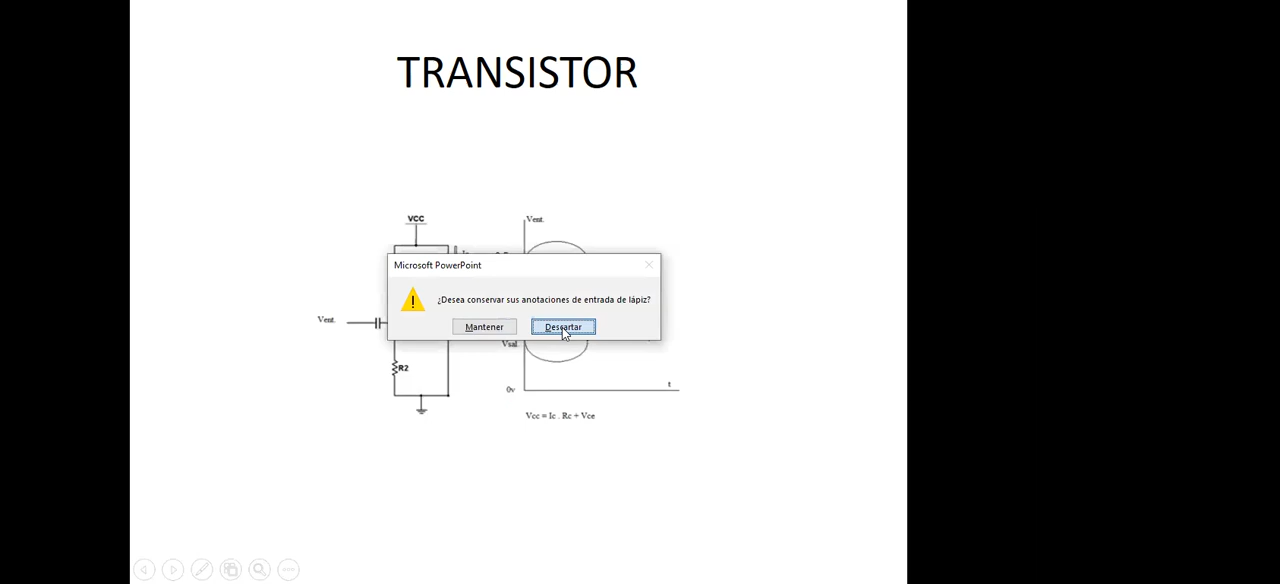 TRANSISTOR
VCC
Vent.
Microsoft PowerPoint
¿Desea conservar sus anotaciones de entrada de lápiz?
Mantener Descartar
Vent.
Vsal.
R2
0v
t
Vcc = Ic . Rc + Vce